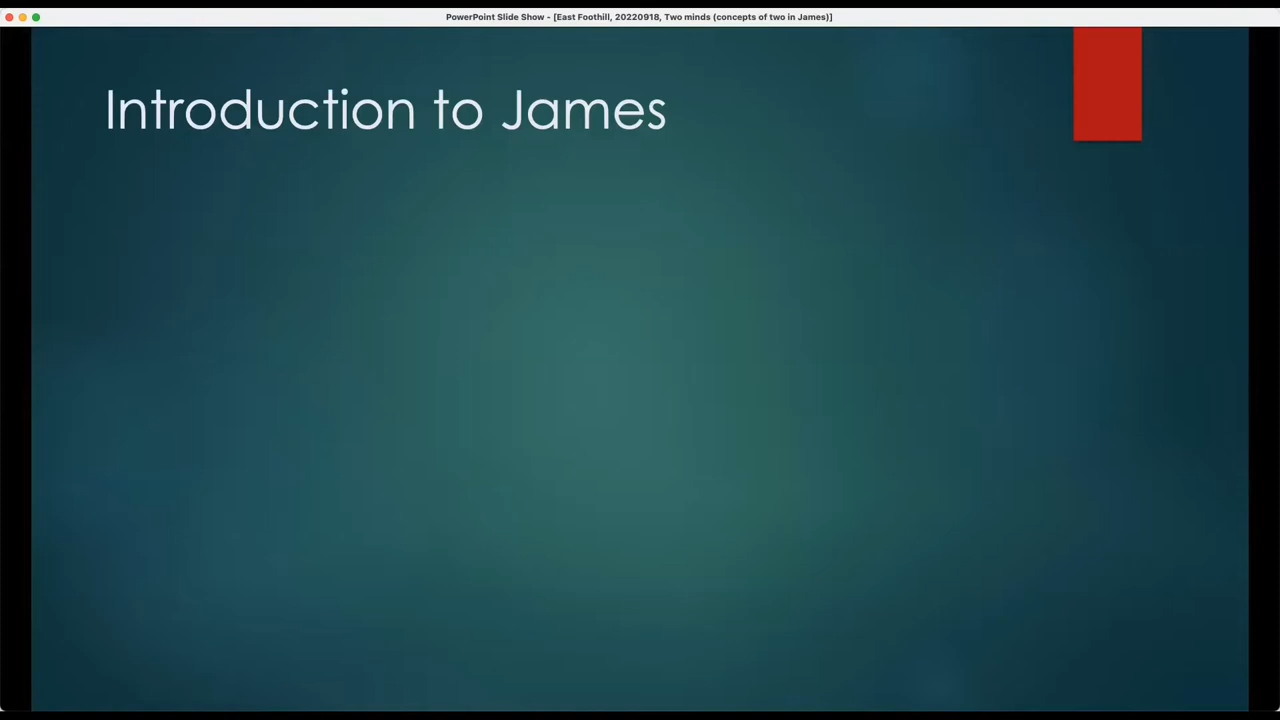 PowerPoint Slide Show - [East Foothill, 20220918, Two minds (concepts of two in James)]
Introduction to James